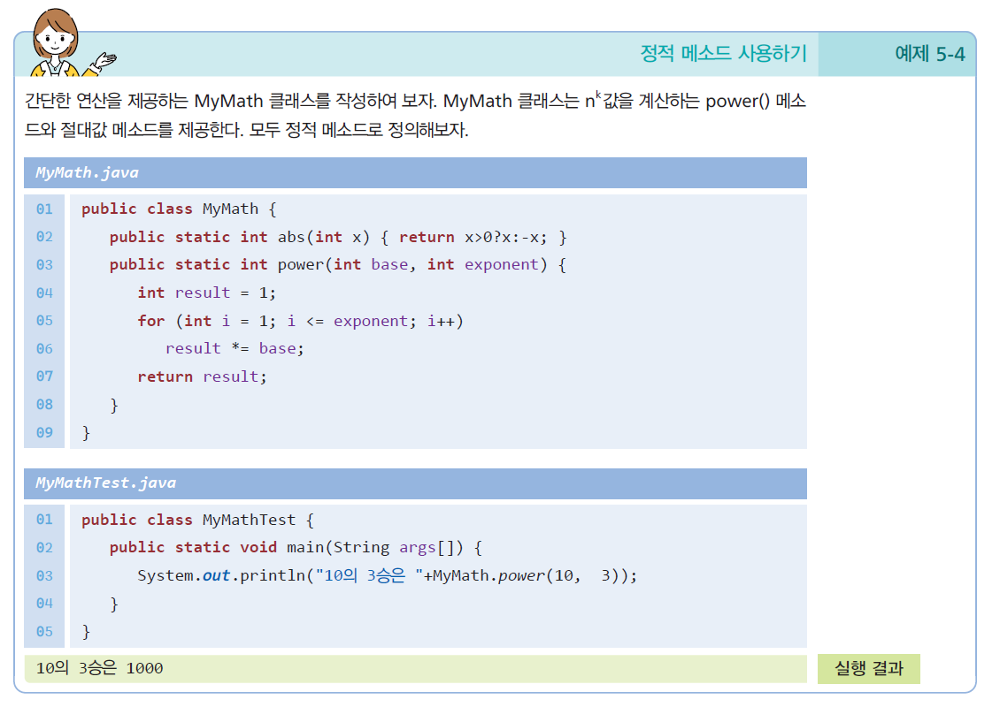 정적 메소드 사용하기 예제 5-4
간단한 연산을 제공하는 MyMath 클래스를 작성하여 보자. MyMath 클래스는 nᵏ값을 계산하는 power() 메소
드와 절대값 메소드를 제공한다. 모두 정적 메소드로 정의해보자.
MyMath.java
01 public class MyMath {
02 public static int abs(int x) { return x>0?x:-x; }
03 public static int power(int base, int exponent) {
04 int result = 1;
05 for (int i = 1; i <= exponent; i++)
06 result *= base;
07 return result;
08 }
09 }
MyMathTest.java
01 public class MyMathTest {
02 public static void main(String args[]) {
03 System.out.println("10의 3승은 "+MyMath.power(10, 3));
04 }
05 }
10의 3승은 1000 실행 결과